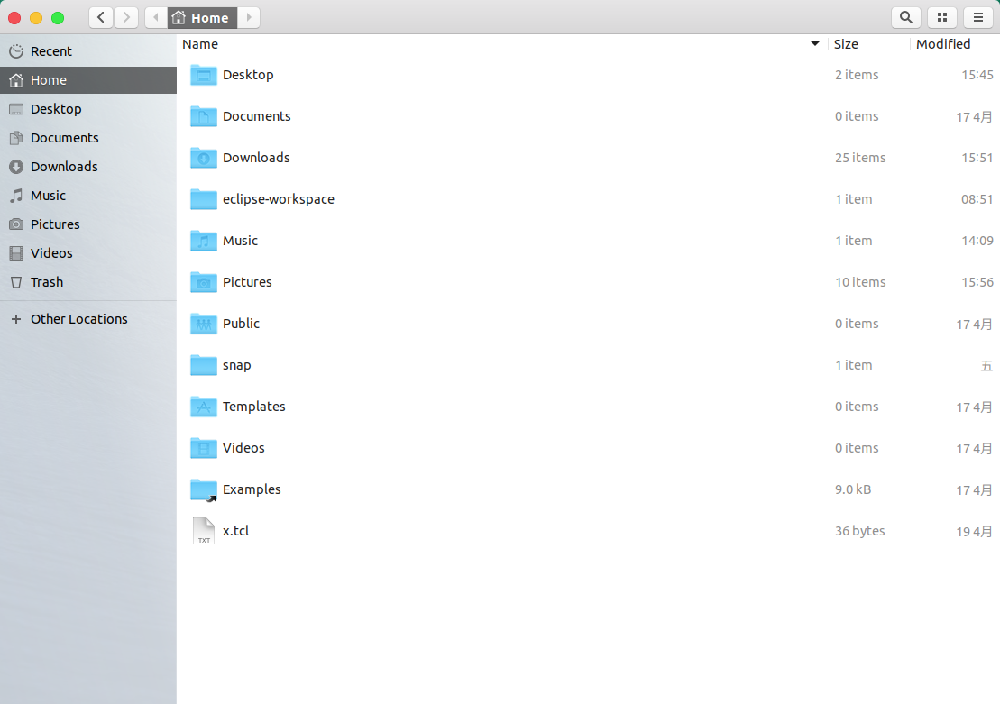 Home
Recent
Home
Desktop
Documents
Downloads
Music
Pictures
Videos
Trash
Other Locations
Name Size Modified
Desktop 2 items 15:45
Documents 0 items 17 4月
Downloads 25 items 15:51
eclipse-workspace 1 item 08:51
Music 1 item 14:09
Pictures 10 items 15:56
Public 0 items 17 4月
snap 1 item 五
Templates 0 items 17 4月
Videos 0 items 17 4月
Examples 9.0 kB 17 4月
TXT x.tcl 36 bytes 19 4月